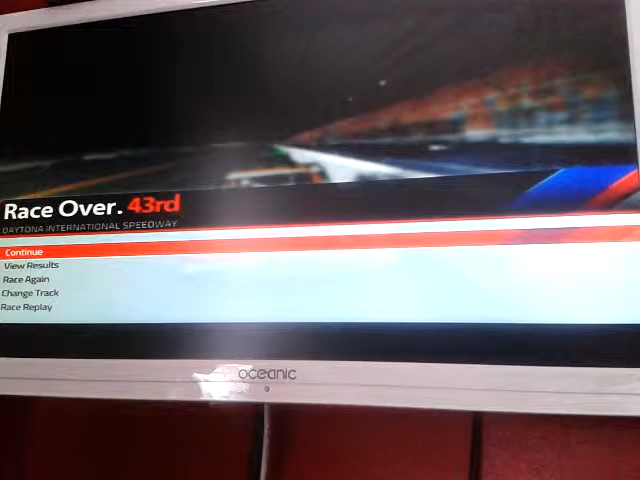 Race Over. 43rd
DAYTONA INTERNATIONAL SPEEDWAY
Continue
View Results
Race Again
Change Track
Race Replay
oceanic